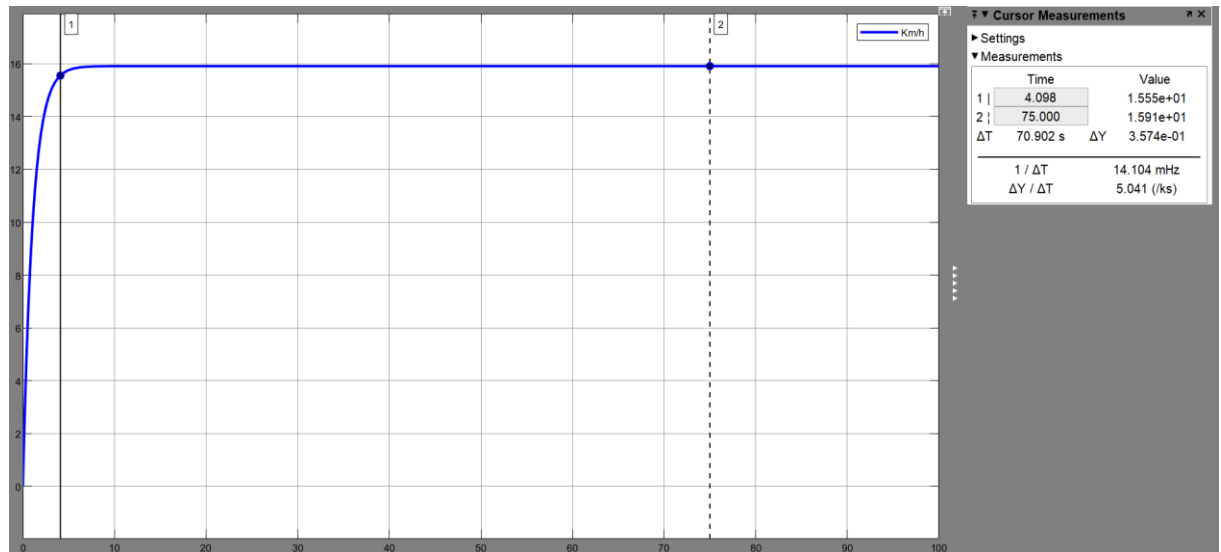 1
2
Km/h
16
14
12
10
8
6
4
2
0
0 10 20 30 40 50 60 70 80 90 100
Cursor Measurements
Settings
Measurements
Time Value
1 | 4.098 1.555e+01
2 ¦ 75.000 1.591e+01
ΔT 70.902 s ΔY 3.574e-01
1 / ΔT 14.104 mHz
ΔY / ΔT 5.041 (/ks)